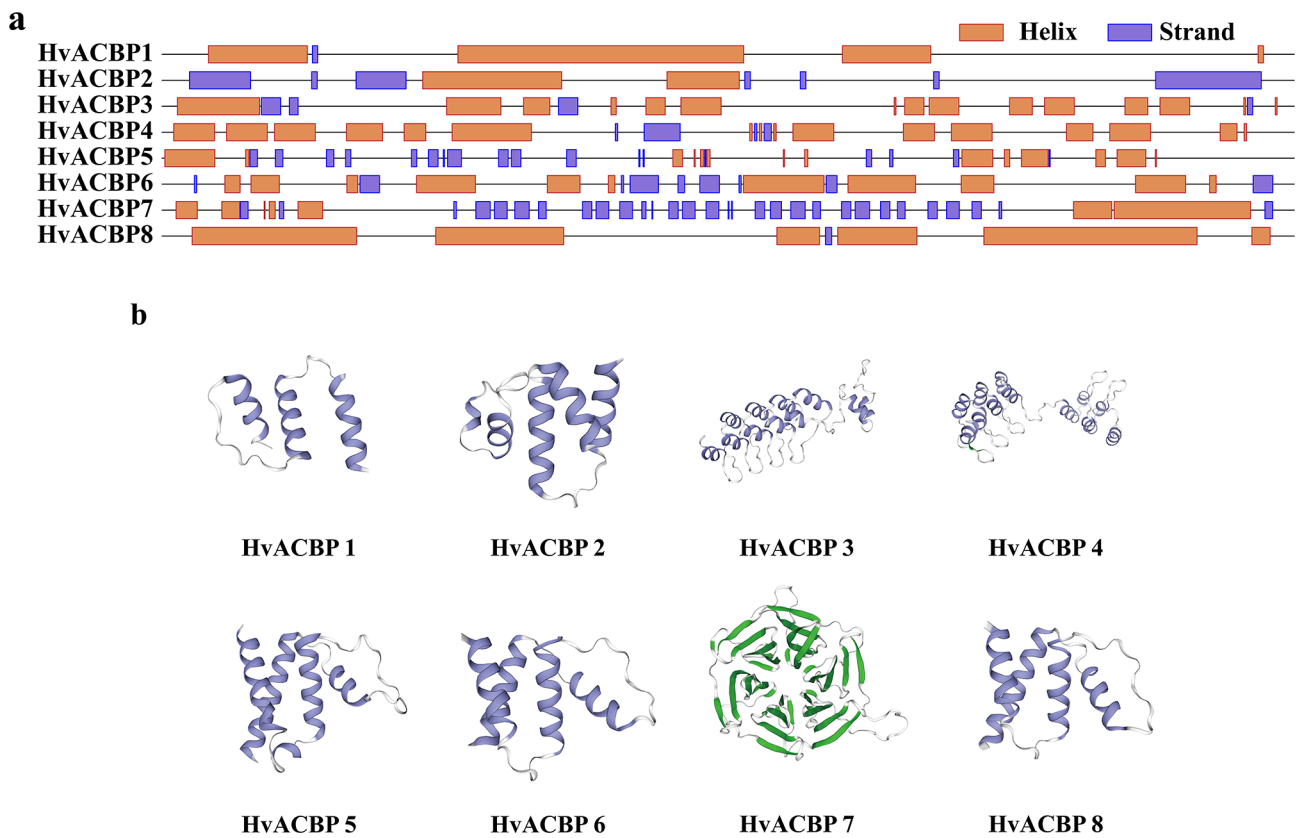 a
Helix Strand
HvACBP1
HvACBP2
HvACBP3
HvACBP4
HvACBP5
HvACBP6
HvACBP7
HvACBP8
b
HvACBP 1 HvACBP 2 HvACBP 3 HvACBP 4
HvACBP 5 HvACBP 6 HvACBP 7 HvACBP 8